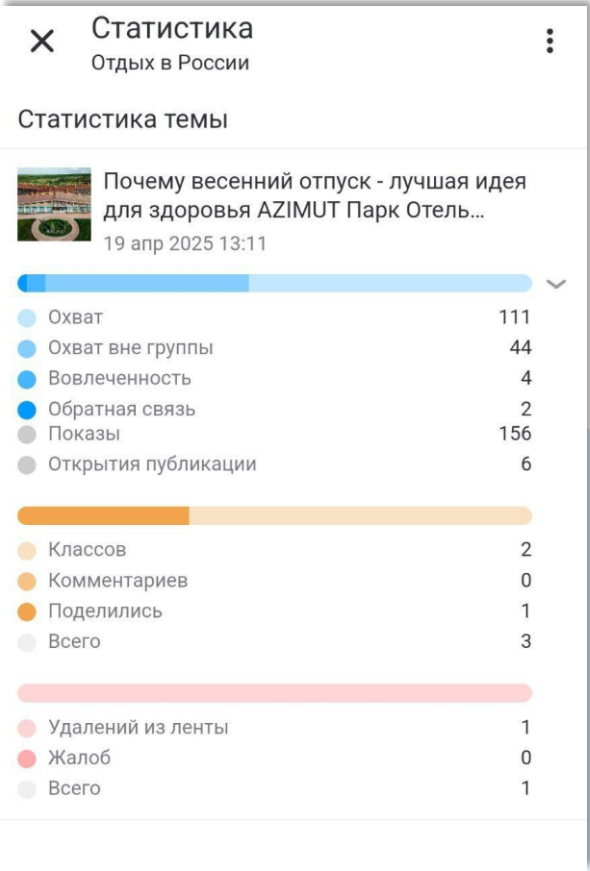 Статистика
Отдых в России
Статистика темы
Почему весенний отпуск - лучшая идея
для здоровья AZIMUT Парк Отель...
19 апр 2025 13:11
Охват 111
Охват вне группы 44
Вовлеченность 4
Обратная связь 2
Показы 156
Открытия публикации 6
Классов 2
Комментариев 0
Поделились 1
Всего 3
Удалений из ленты 1
Жалоб 0
Всего 1